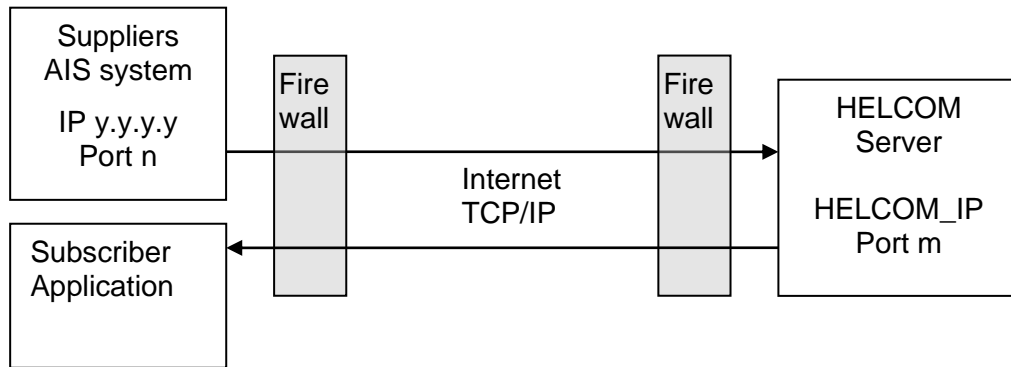 Suppliers
AIS system
IP y.y.y.y
Port n
Fire
wall
Internet
TCP/IP
Fire
wall
HELCOM
Server
HELCOM_IP
Port m
Subscriber
Application